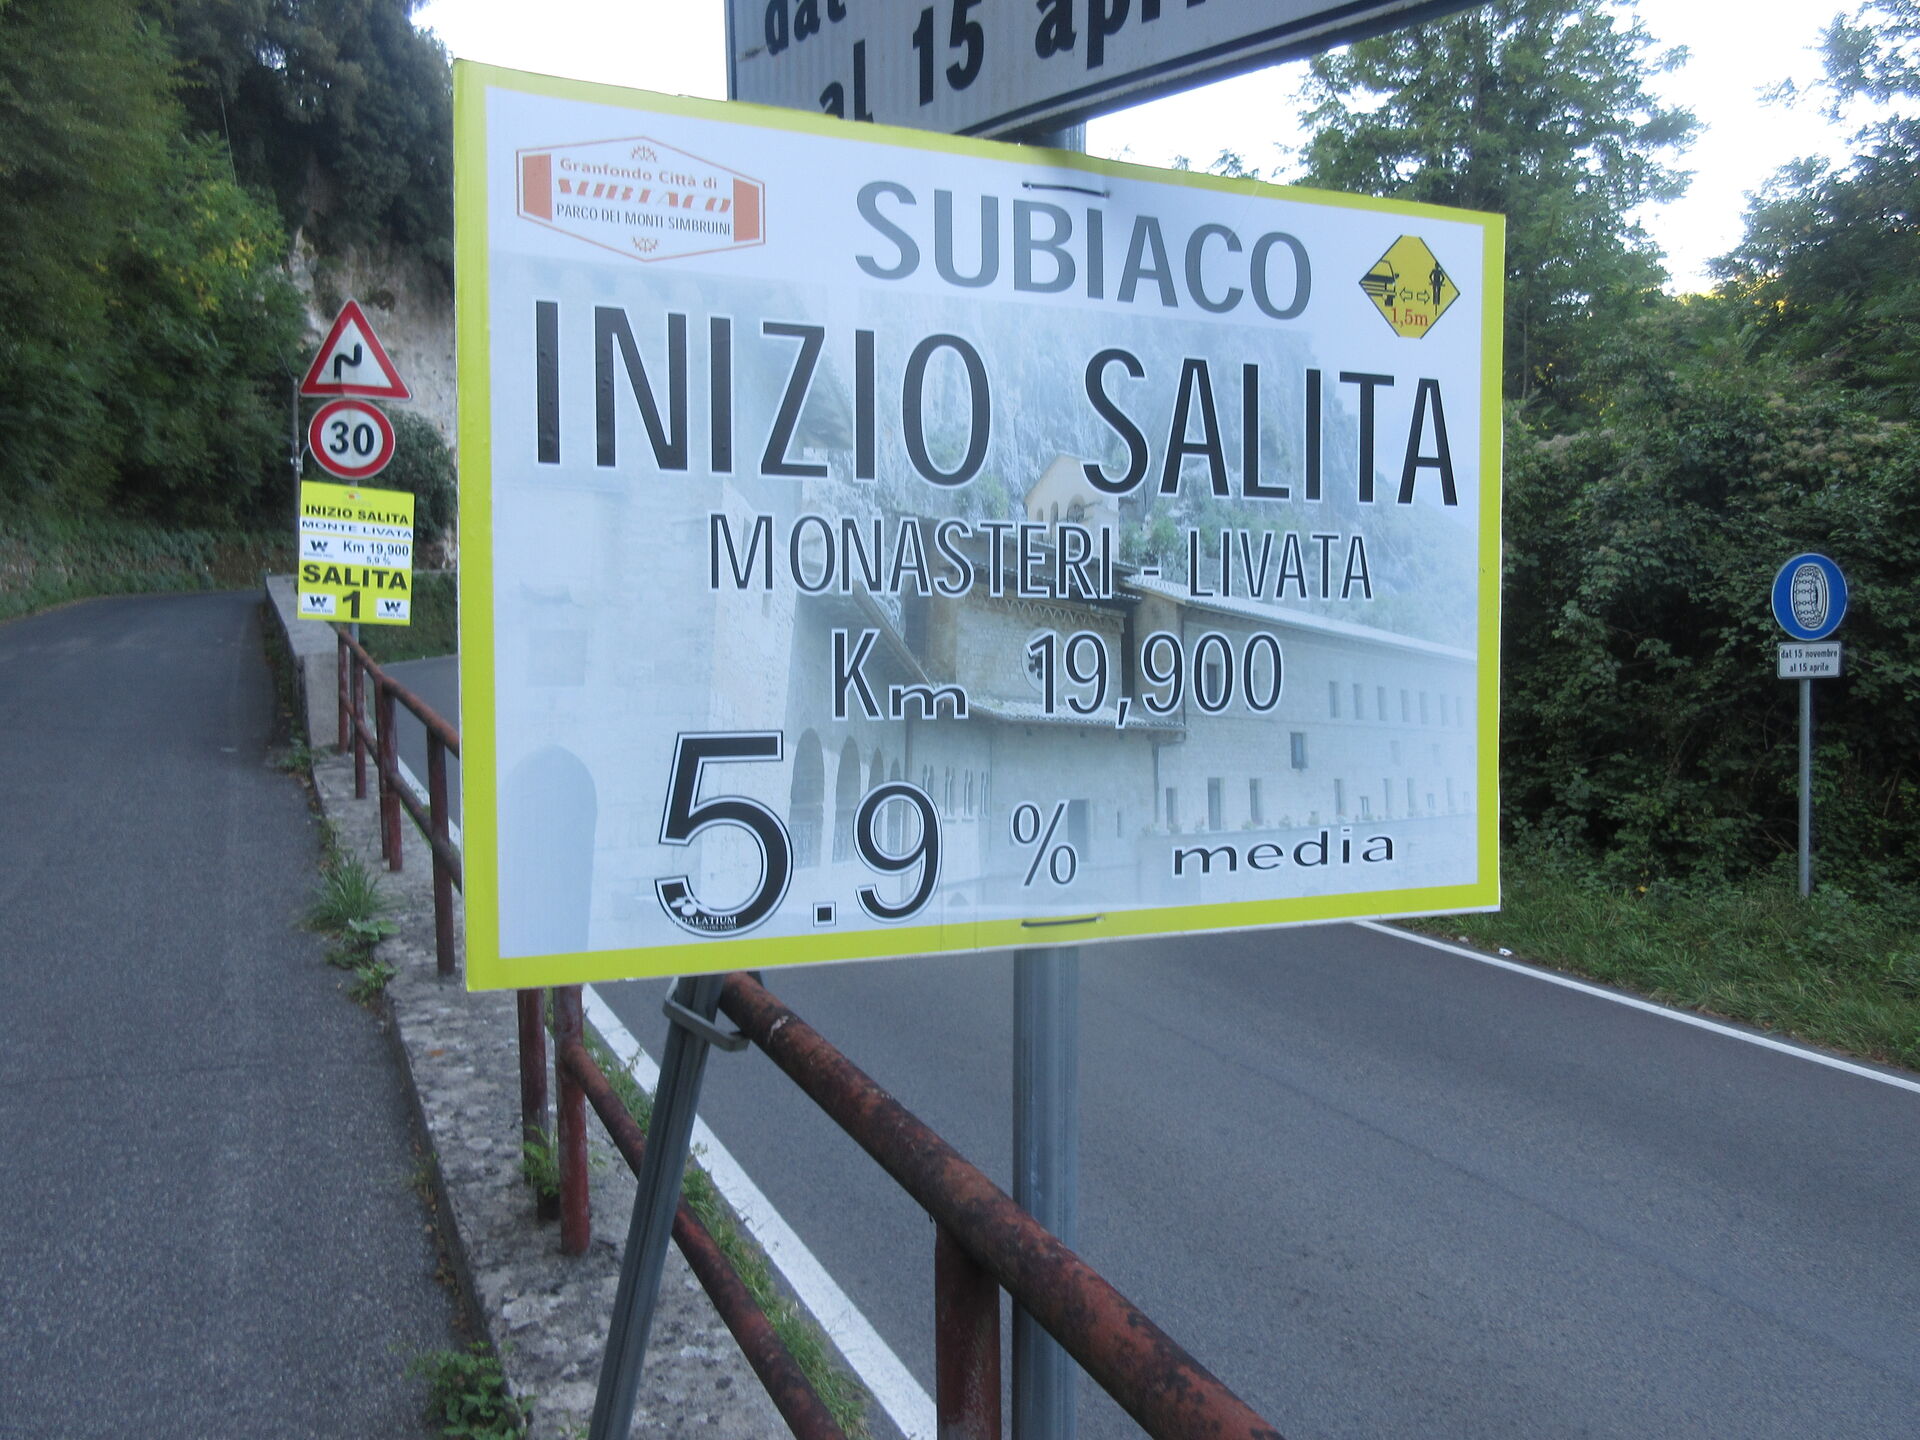 al 15
Granfondo Città di
SUBIACO
PARCO DEI MONTI SIMBRUINI
SUBIACO
1,5m
INIZIO SALITA
MONASTERI - LIVATA
Km 19,900
5.9 % media
DALATIUM
30
INIZIO SALITA
MONTE LIVATA
W Km 19,900
5,9 %
SALITA
W 1 W
dal 15 novembre
al 15 aprile